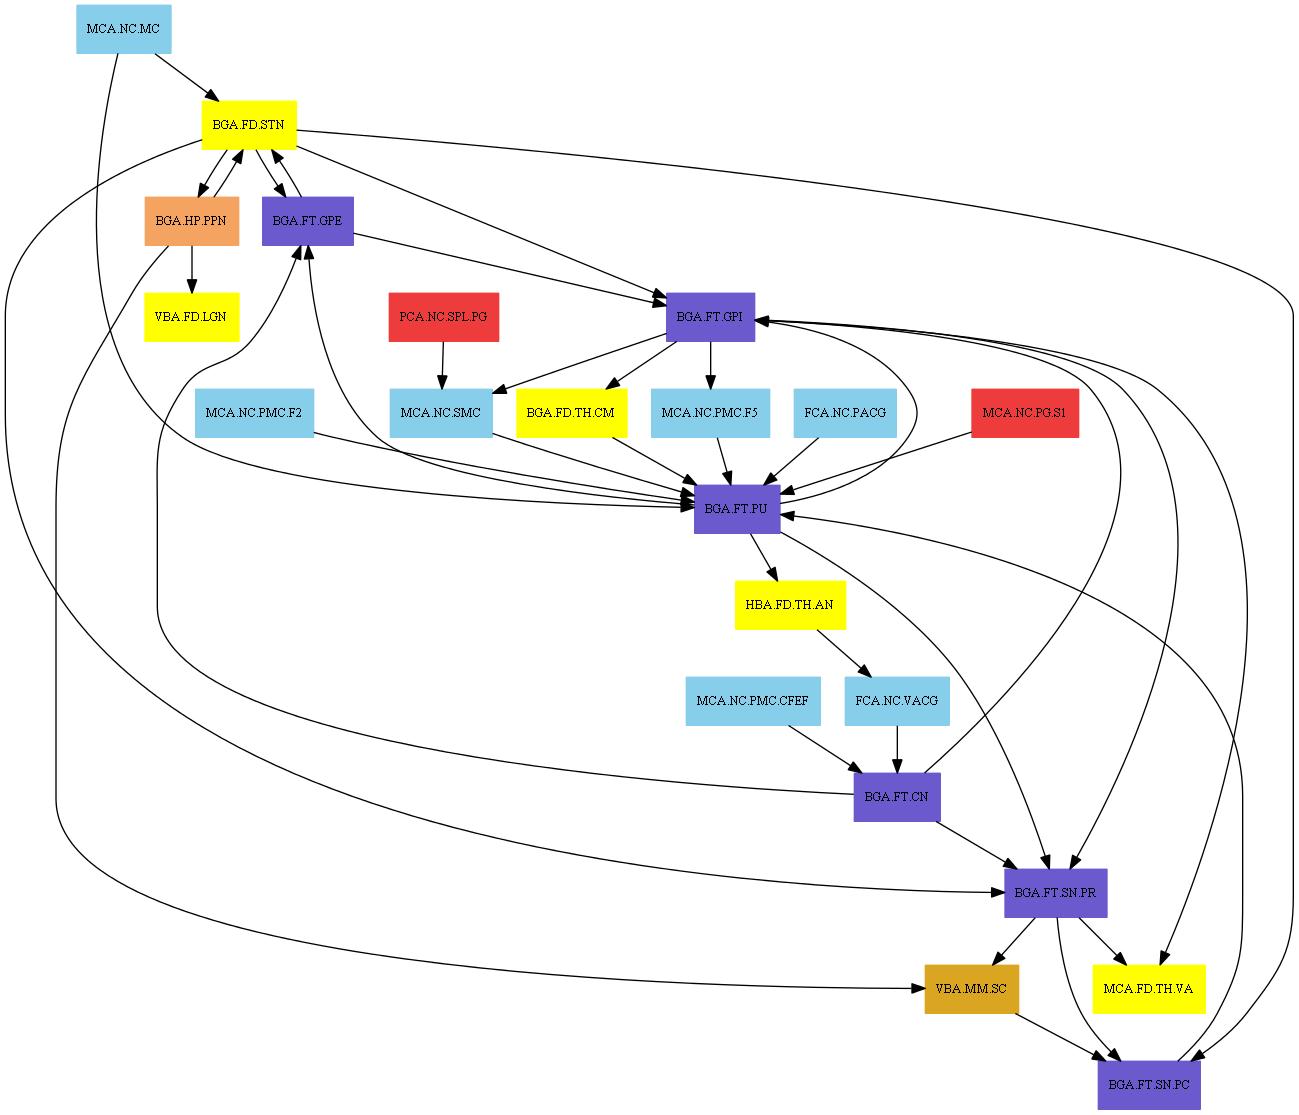 MCA.NC.MC
BGA.FD.STN
BGA.HP.PPN
BGA.FT.GPE
VBA.FD.LGN
PCA.NC.SPL.PG
BGA.FT.GPI
MCA.NC.PMC.F2
MCA.NC.SMC
BGA.FD.TH.CM
MCA.NC.PMC.F5
FCA.NC.PACG
MCA.NC.PG.S1
BGA.FT.PU
HBA.FD.TH.AN
MCA.NC.PMC.CFEF
FCA.NC.VACG
BGA.FT.CN
BGA.FT.SN.PR
VBA.MM.SC
MCA.FD.TH.VA
BGA.FT.SN.PC